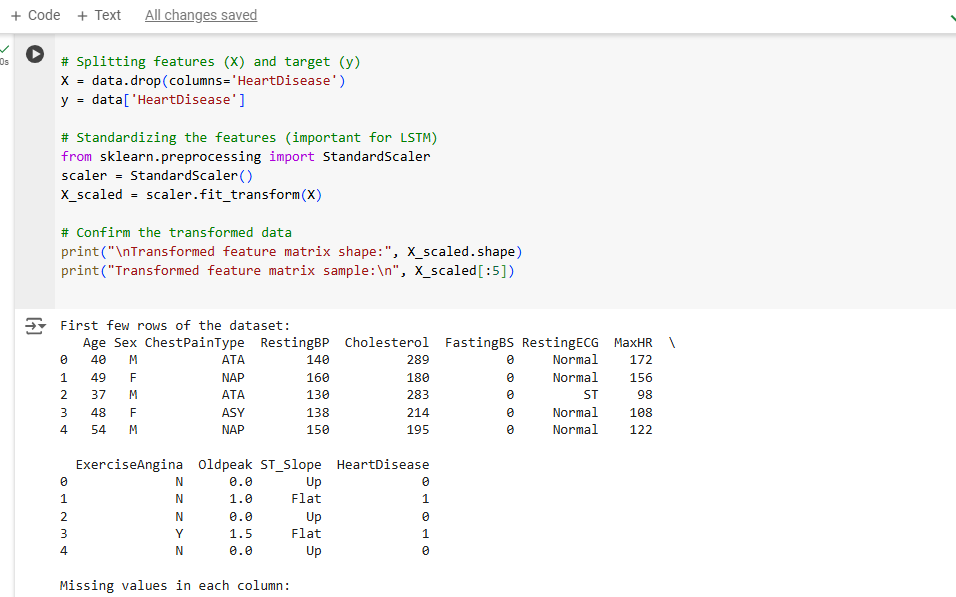 + Code + Text All changes saved
0s
# Splitting features (X) and target (y)
X = data.drop(columns='HeartDisease')
y = data['HeartDisease']
# Standardizing the features (important for LSTM)
from sklearn.preprocessing import StandardScaler
scaler = StandardScaler()
X_scaled = scaler.fit_transform(X)
# Confirm the transformed data
print("\nTransformed feature matrix shape:", X_scaled.shape)
print("Transformed feature matrix sample:\n", X_scaled[:5])
First few rows of the dataset:
Age Sex ChestPainType RestingBP Cholesterol FastingBS RestingECG MaxHR \
0 40 M ATA 140 289 0 Normal 172
1 49 F NAP 160 180 0 Normal 156
2 37 M ATA 130 283 0 ST 98
3 48 F ASY 138 214 0 Normal 108
4 54 M NAP 150 195 0 Normal 122
ExerciseAngina Oldpeak ST_Slope HeartDisease
0 N 0.0 Up 0
1 N 1.0 Flat 1
2 N 0.0 Up 0
3 Y 1.5 Flat 1
4 N 0.0 Up 0
Missing values in each column: